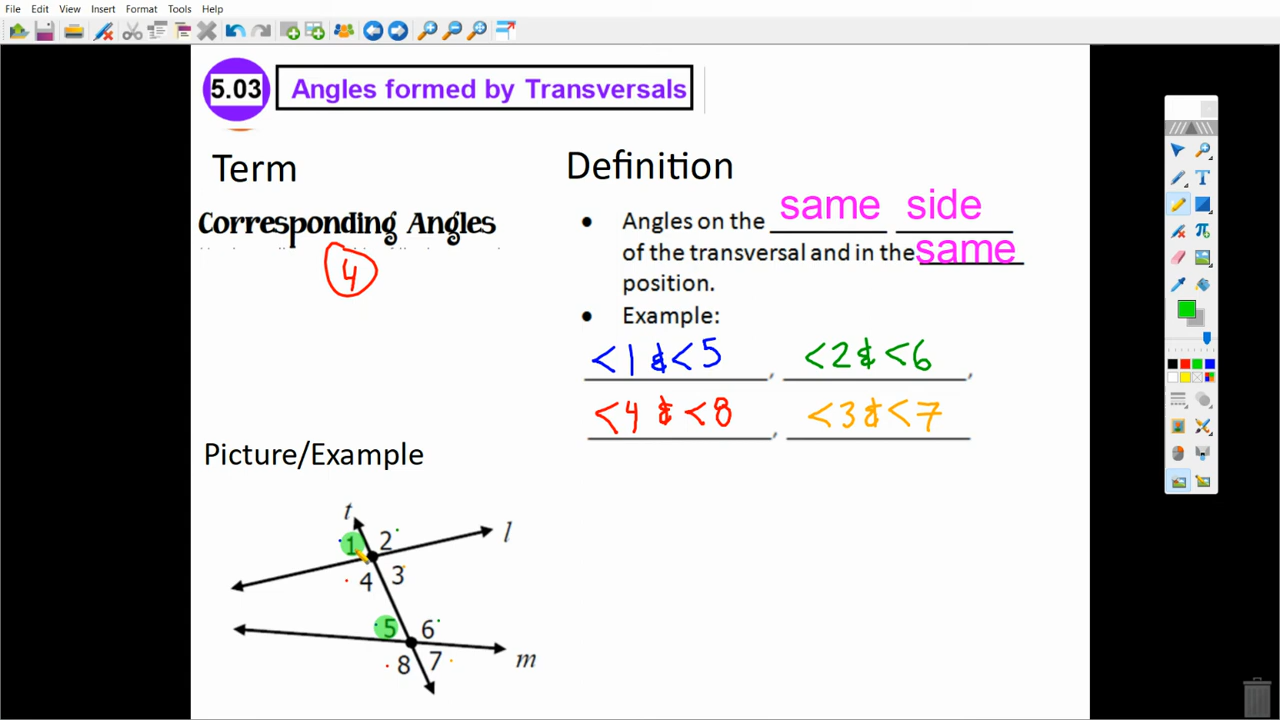 File Edit View Insert Format Tools Help
5.03 Angles formed by Transversals
Term
Definition
Corresponding Angles
4
• Angles on the same side
of the transversal and in the same
position.
• Example:
<1 & <5, <2 & <6,
<4 & <8, <3 & <7
Picture/Example
t
1 2 l
4 3
5 6
8 7 m